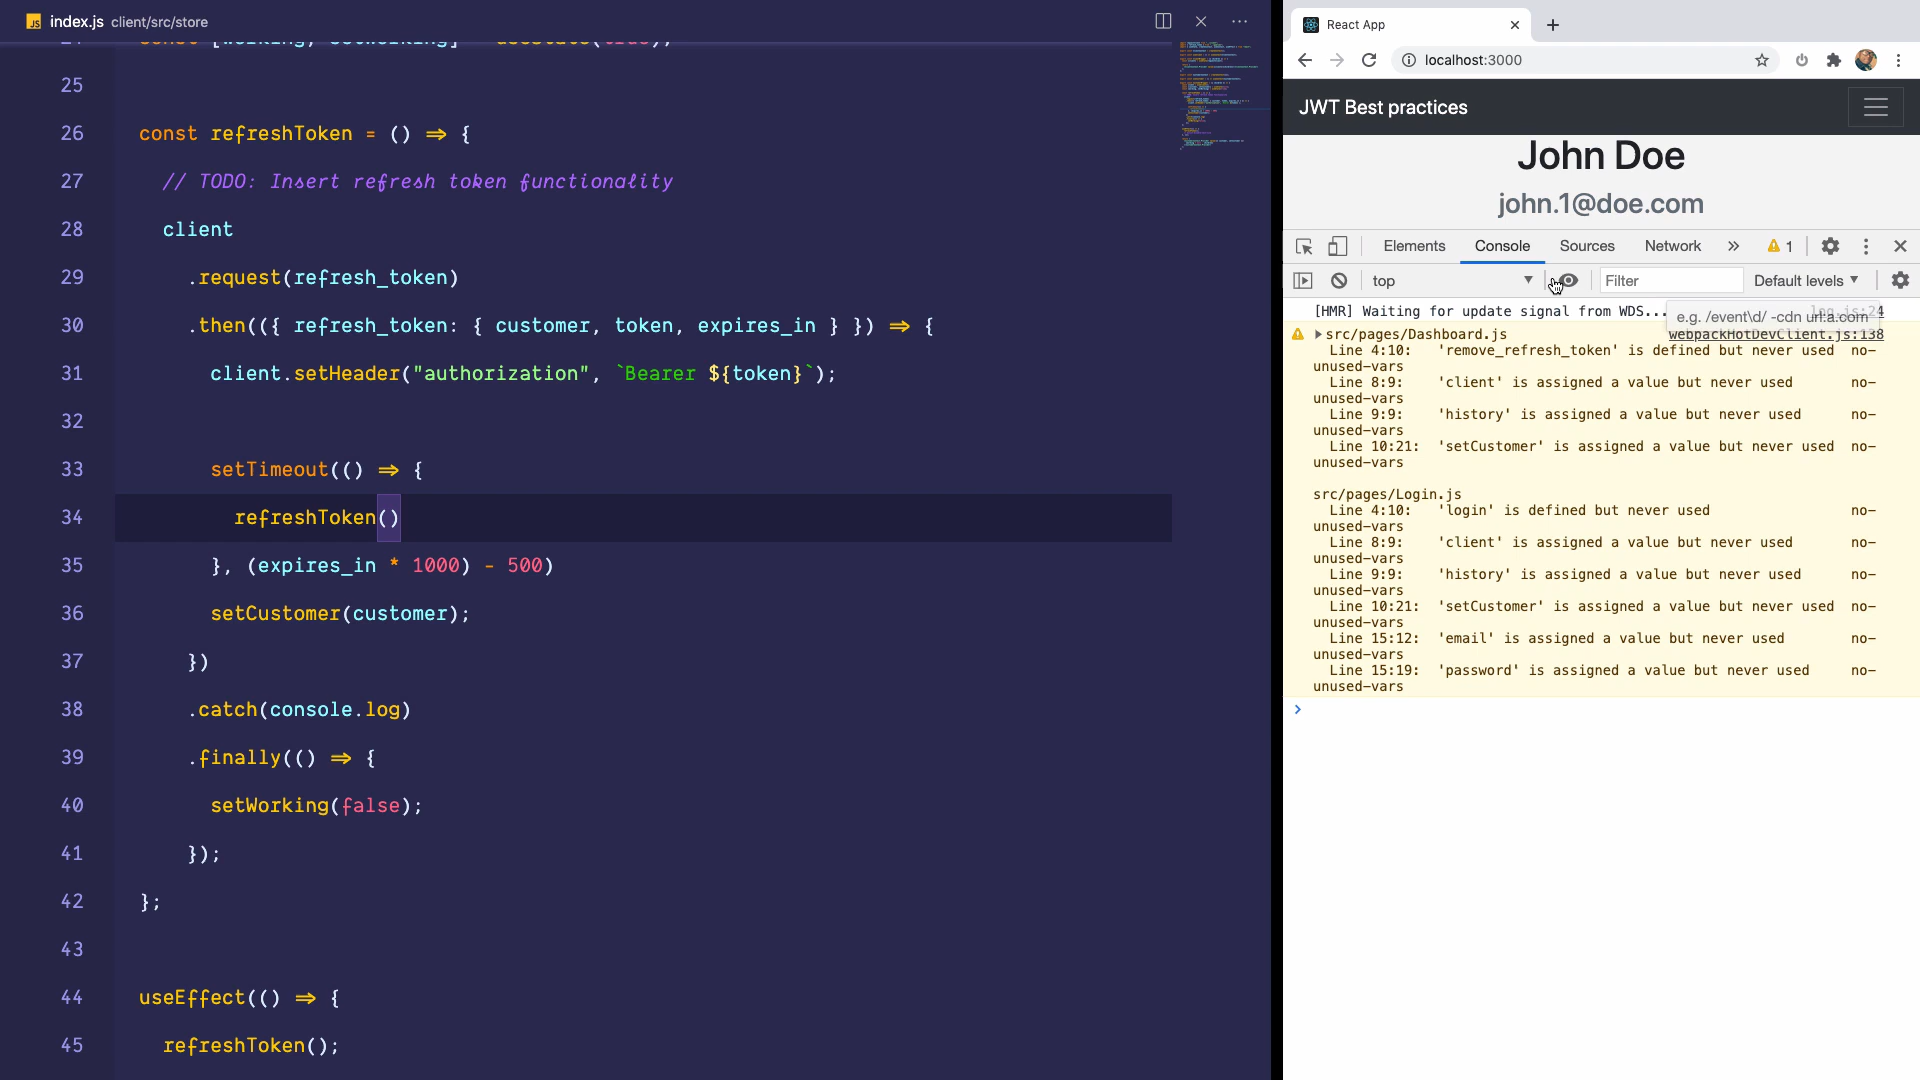 index.js client/src/store
25
26 const refreshToken = () => {
27 // TODO: Insert refresh token functionality
28 client
29 .request(refresh_token)
30 .then(({ refresh_token: { customer, token, expires_in } }) => {
31 client.setHeader("authorization", `Bearer ${token}`);
32
33 setTimeout(() => {
34 refreshToken()
35 }, (expires_in * 1000) - 500)
36 setCustomer(customer);
37 })
38 .catch(console.log)
39 .finally(() => {
40 setWorking(false);
41 });
42 };
43
44 useEffect(() => {
45 refreshToken();
React App
localhost:3000
JWT Best practices
John Doe
john.1@doe.com
Elements Console Sources Network » 1
top Filter Default levels
[HMR] Waiting for update signal from WDS... log.js:24
e.g. /event\d/ -cdn url:a.com
src/pages/Dashboard.js webpackHotDevClient.js:138
Line 4:10: 'remove_refresh_token' is defined but never used no-
unused-vars
Line 8:9: 'client' is assigned a value but never used no-
unused-vars
Line 9:9: 'history' is assigned a value but never used no-
unused-vars
Line 10:21: 'setCustomer' is assigned a value but never used no-
unused-vars
src/pages/Login.js
Line 4:10: 'login' is defined but never used no-
unused-vars
Line 8:9: 'client' is assigned a value but never used no-
unused-vars
Line 9:9: 'history' is assigned a value but never used no-
unused-vars
Line 10:21: 'setCustomer' is assigned a value but never used no-
unused-vars
Line 15:12: 'email' is assigned a value but never used no-
unused-vars
Line 15:19: 'password' is assigned a value but never used no-
unused-vars